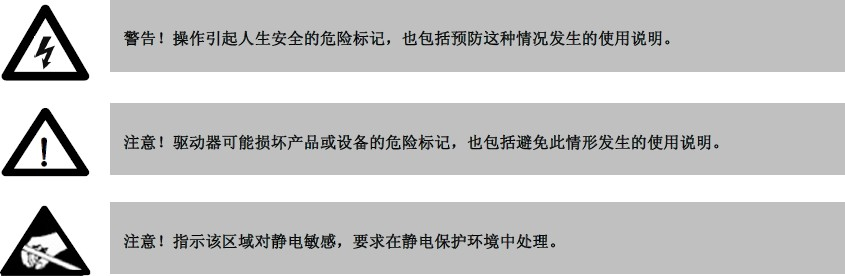 警告！操作引起人生安全的危险标记，也包括预防这种情况发生的使用说明。
注意！驱动器可能损坏产品或设备的危险标记，也包括避免此情形发生的使用说明。
注意！指示该区域对静电敏感，要求在静电保护环境中处理。